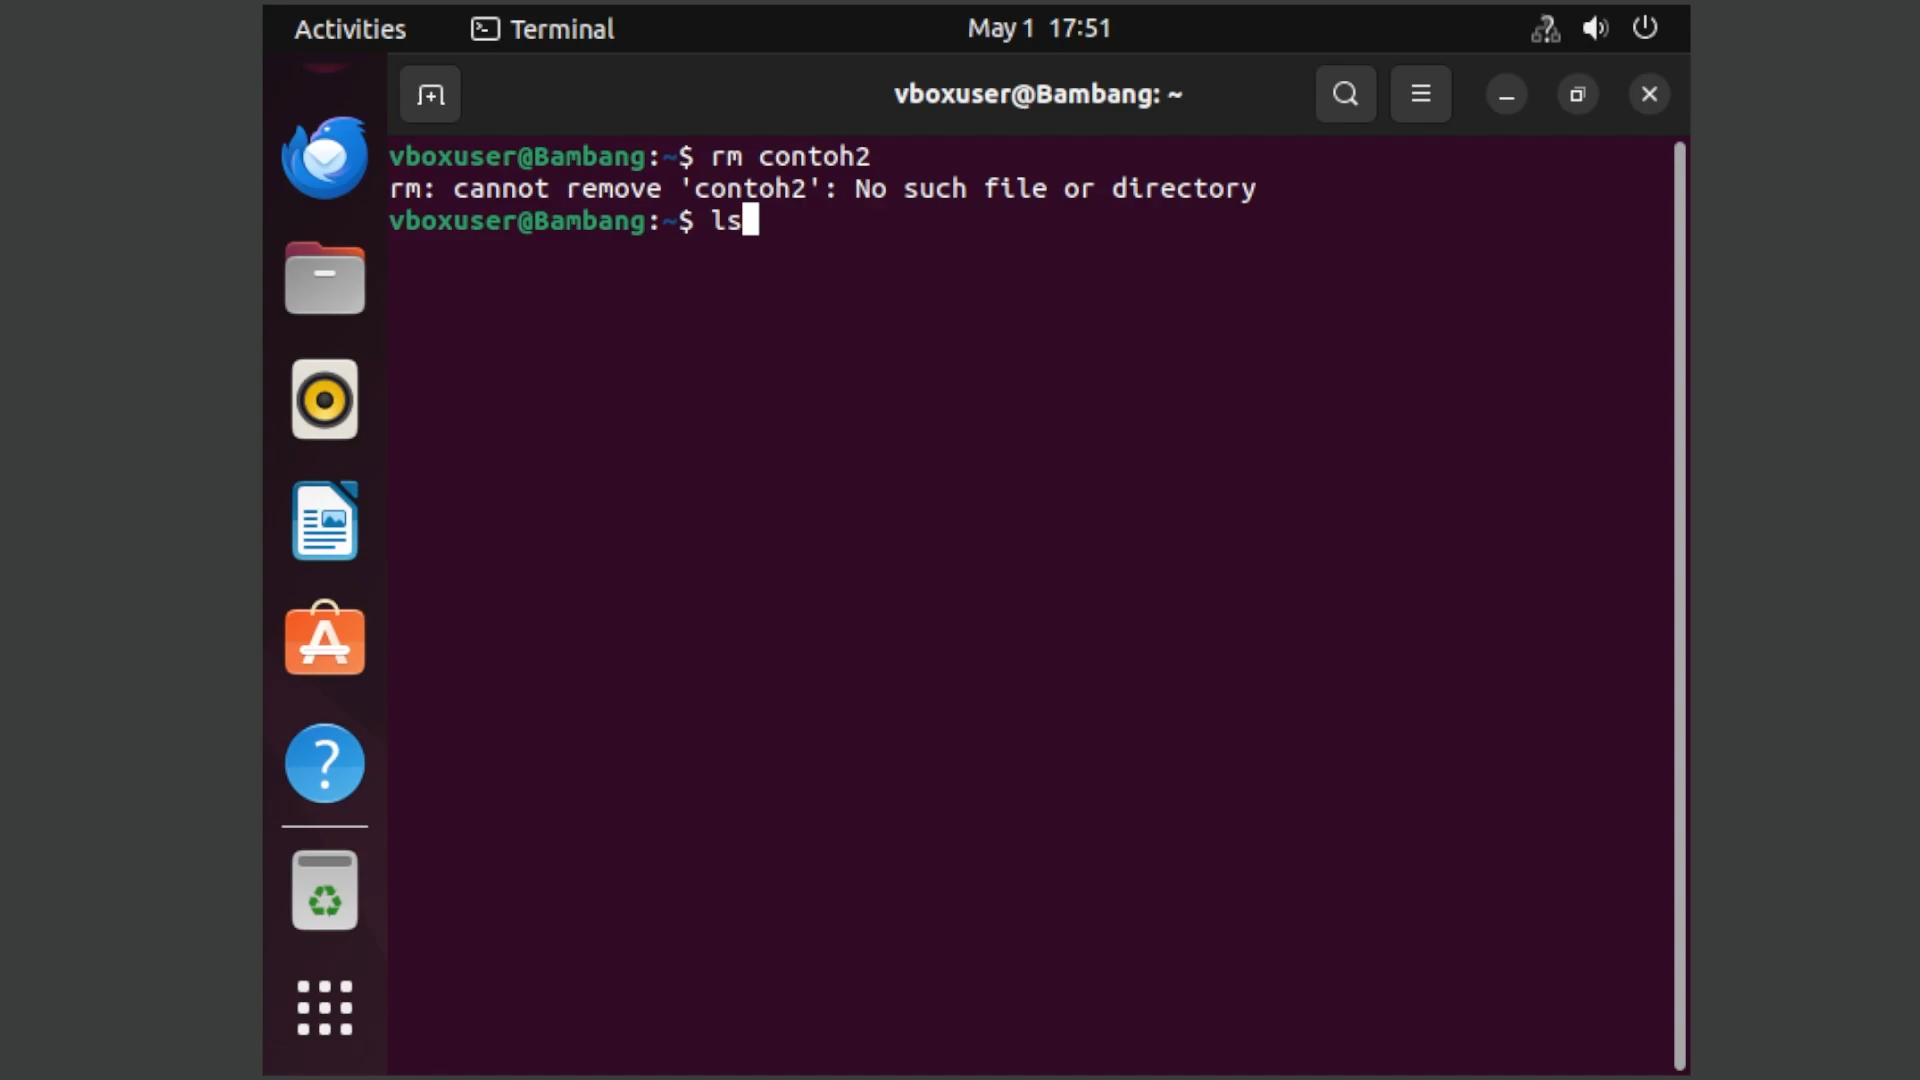 Activities Terminal May 1 17:51
vboxuser@Bambang: ~
vboxuser@Bambang:~$ rm contoh2
rm: cannot remove 'contoh2': No such file or directory
vboxuser@Bambang:~$ ls